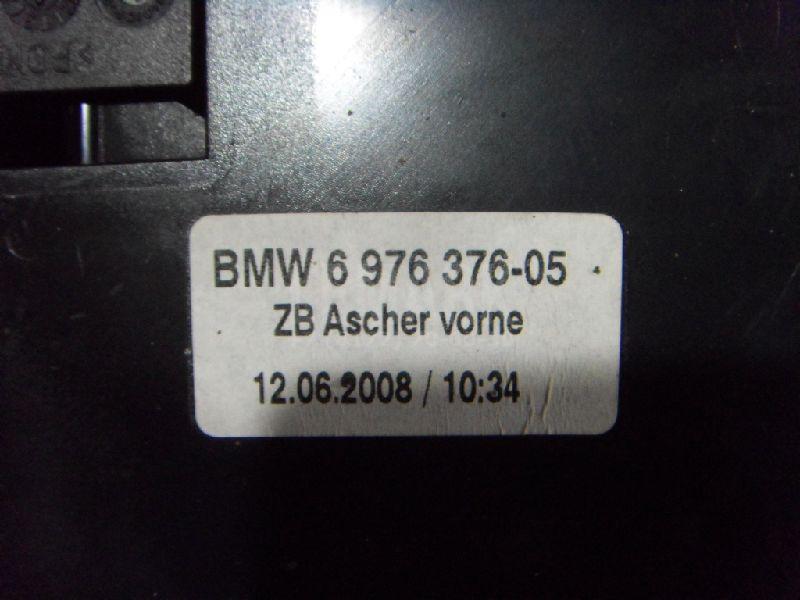 BMW 6 976 376-05
ZB Ascher vorne
12.06.2008 / 10:34